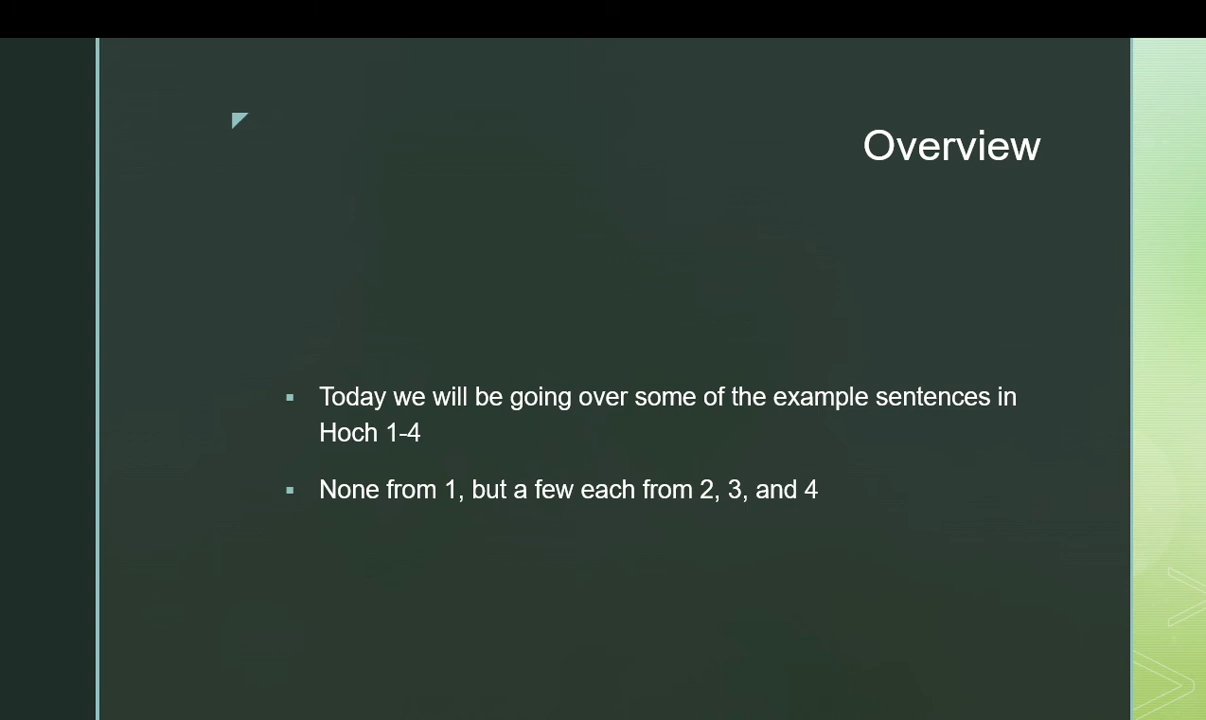 Overview
Today we will be going over some of the example sentences in
Hoch 1-4
None from 1, but a few each from 2, 3, and 4